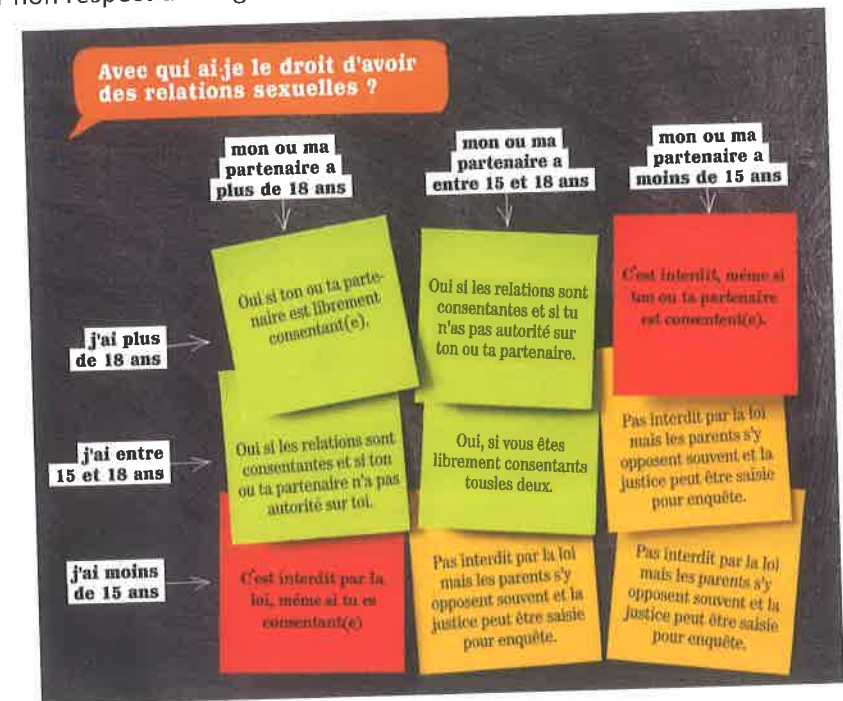 non respect
Avec qui ai-je le droit d'avoir
des relations sexuelles ?
mon ou ma
partenaire a
plus de 18 ans
mon ou ma
partenaire a
entre 15 et 18 ans
mon ou ma
partenaire a
moins de 15 ans
j'ai plus
de 18 ans
Oui si ton ou ta parte-
naire est librement
consentant(e).
Oui si les relations sont
consentantes et si tu
n'as pas autorité sur
ton ou ta partenaire.
C'est interdit, même si
ton ou ta partenaire
est consentent(e).
j'ai entre
15 et 18 ans
Oui si les relations sont
consentantes et si ton
ou ta partenaire n'a pas
autorité sur toi.
Oui, si vous êtes
librement consentants
tousles deux.
Pas interdit par la loi
mais les parents s'y
opposent souvent et la
justice peut être saisie
pour enquête.
j'ai moins
de 15 ans
C'est interdit par la
loi, même si tu es
consentant(e)
Pas interdit par la loi
mais les parents s'y
opposent souvent et la
justice peut être saisie
pour enquête.
Pas interdit par la loi
mais les parents s'y
opposent souvent et la
justice peut être saisie
pour enquête.